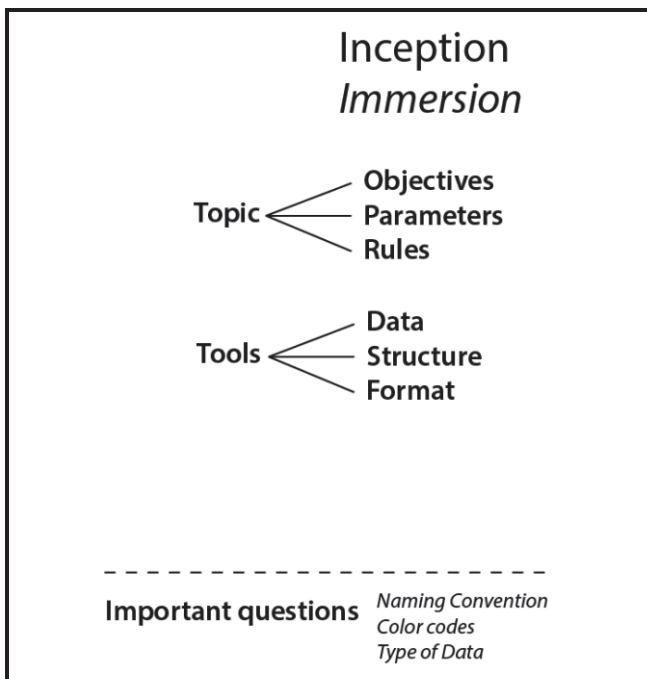 Inception
Immersion
Topic
Objectives
Parameters
Rules
Tools
Data
Structure
Format
Important questions
Naming Convention
Color codes
Type of Data